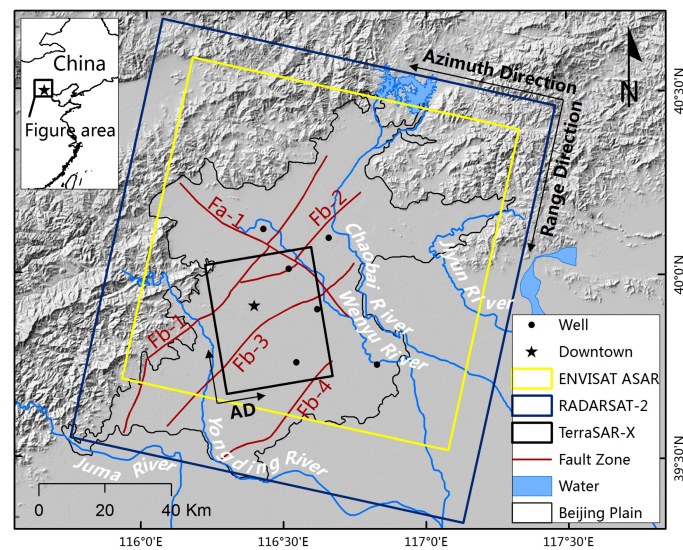 China
Figure area
Azimuth Direction
Range Direction
N
40°30'E
40°0'E
39°30'E
Fa-1
Fb-2
Fb-1
Fb-3
Fb-4
Chaobai River
Wenyu River
Jiyun River
AD
Yongding River
Juma River
0 20 40 Km
Well
Downtown
ENVISAT ASAR
RADARSAT-2
TerraSAR-X
Fault Zone
Water
Beijing Plain
116°0'E 116°30'E 117°0'E 117°30'E